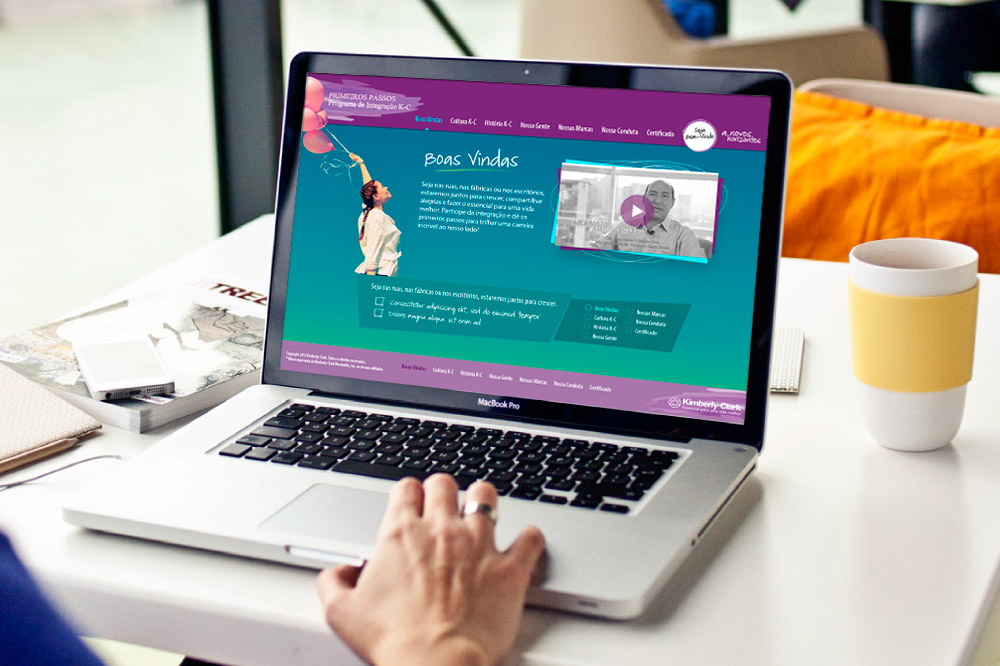 PRIMEIROS PASSOS
Programa de Integração K-C
Boas Vindas Cultura K-C História K-C Nossa Gente Nossas Marcas Nossa Conduta Certificado
Seja
Bem-Vindo
a novos
horizontes
Boas Vindas
Seja nas ruas, nas fábricas ou nos escritórios,
estaremos juntos para crescer, compartilhar
alegrias e fazer o essencial para uma vida
melhor. Participe da integração e dê os
primeiros passos para trilhar uma carreira
incrível ao nosso lado!
Seja nas ruas, nas fábricas ou nos escritórios, estaremos juntos para crescer.
Consectetur adipiscing elit, sed do eiusmod tempor
Dolore magna aliqua. Ut enim ad
Boas Vindas
Cultura K-C
História K-C
Nossa Gente
Nossas Marcas
Nossa Conduta
Certificado
Boas Vindas Cultura K-C História K-C Nossa Gente Nossas Marcas Nossa Conduta Certificado
Kimberly-Clark
Essencial para uma vida melhor
MacBook Pro